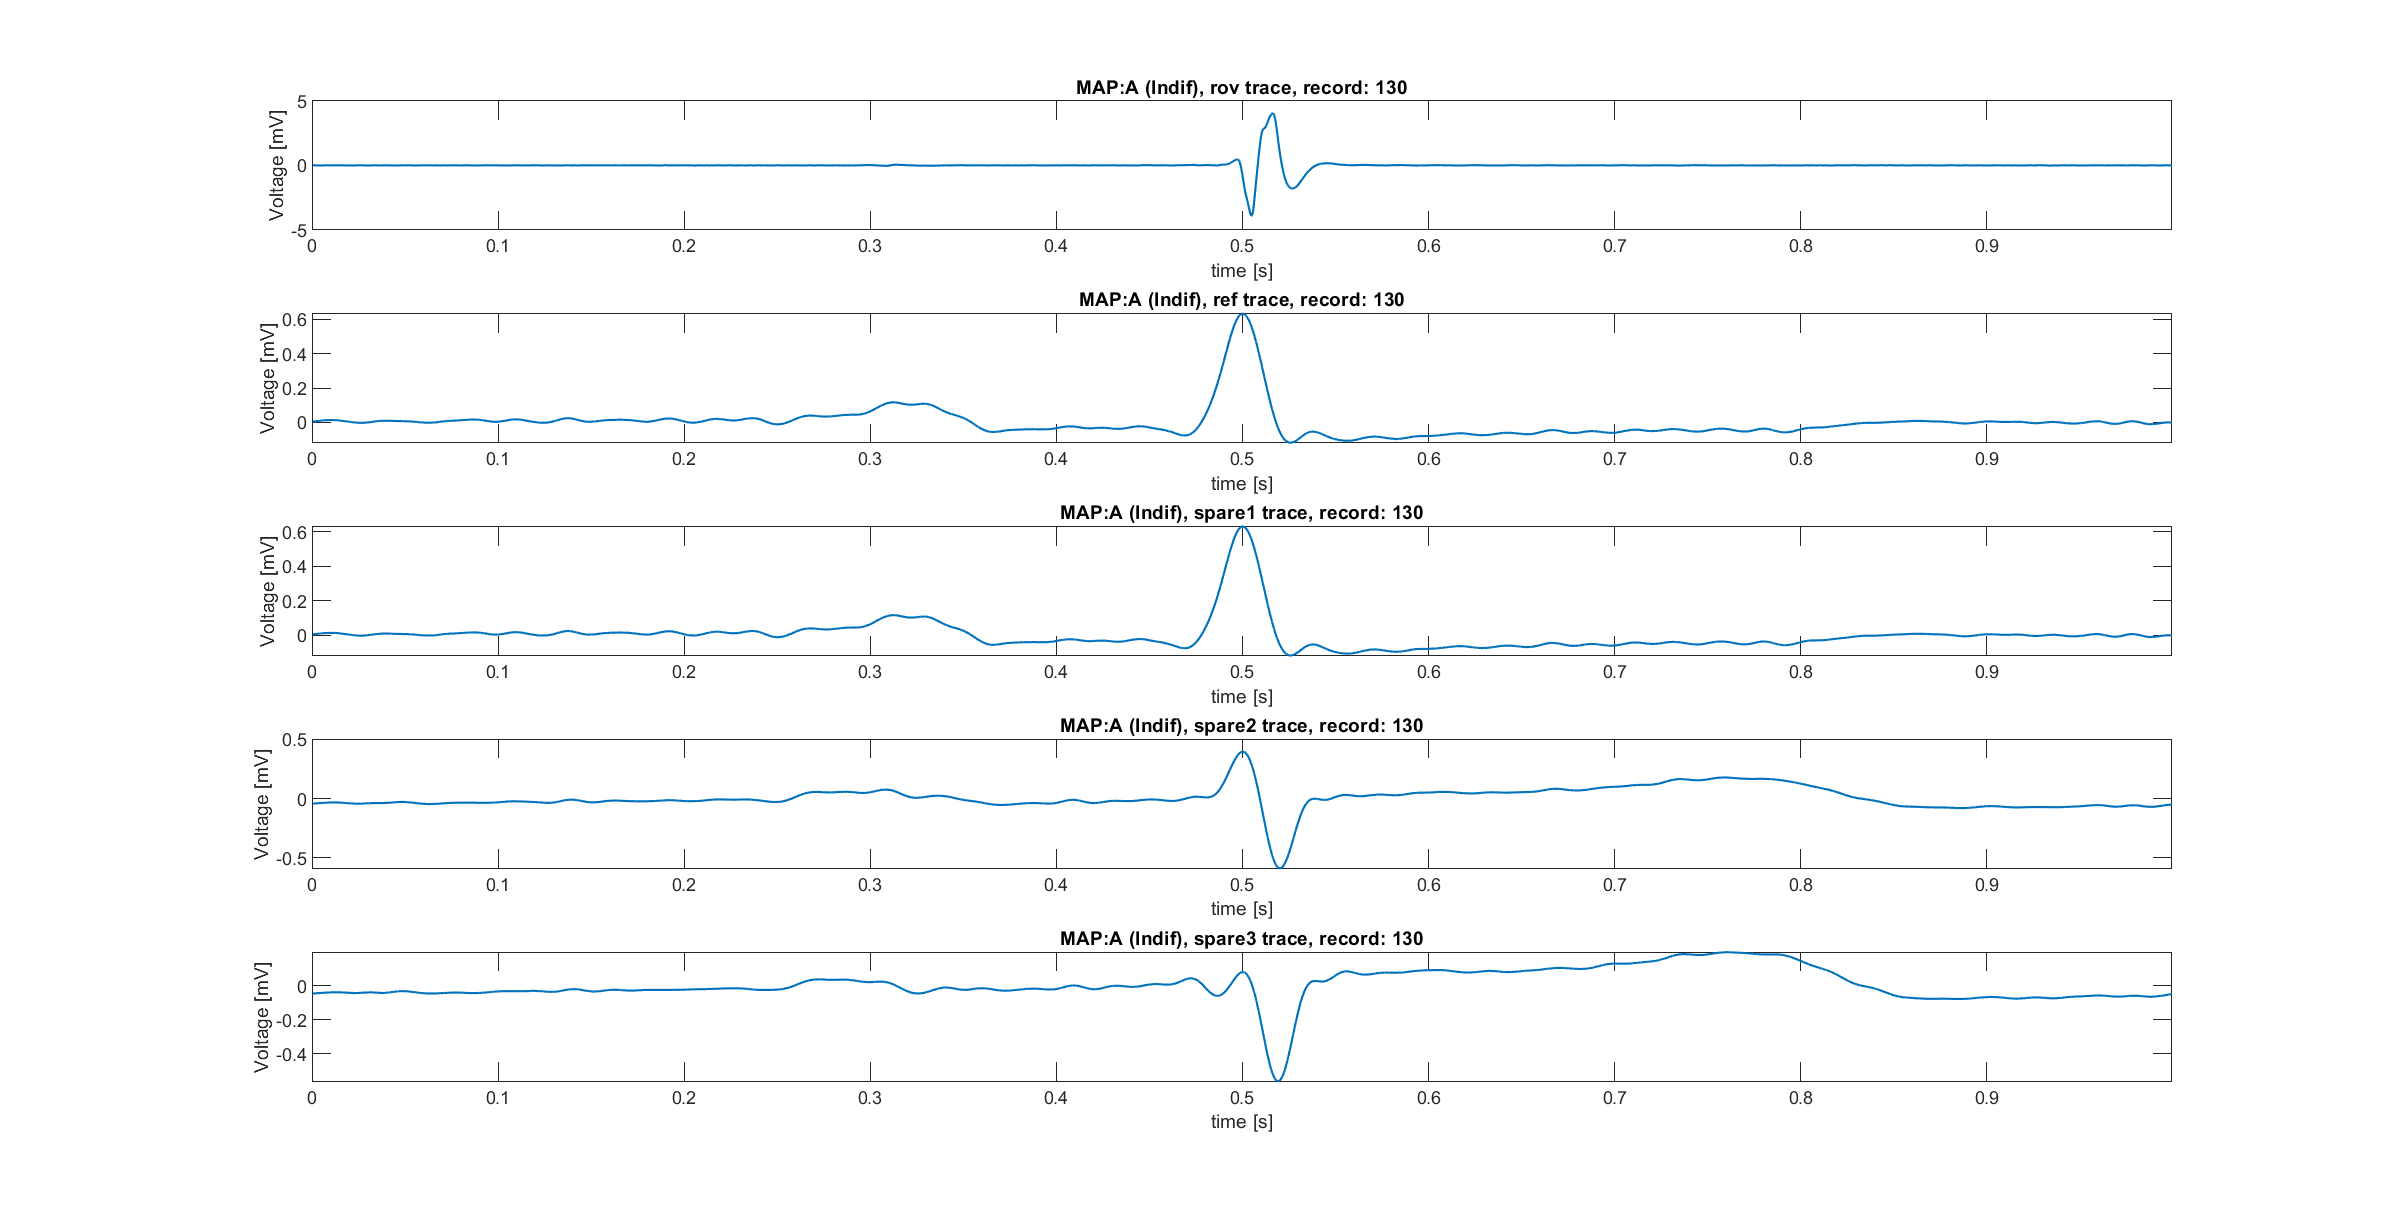 MAP:A (Indif), rov trace, record: 130
Voltage [mV]
5
0
-5
0 0.1 0.2 0.3 0.4 0.5 0.6 0.7 0.8 0.9
time [s]
MAP:A (Indif), ref trace, record: 130
Voltage [mV]
0.6
0.4
0.2
0
0 0.1 0.2 0.3 0.4 0.5 0.6 0.7 0.8 0.9
time [s]
MAP:A (Indif), spare1 trace, record: 130
Voltage [mV]
0.6
0.4
0.2
0
0 0.1 0.2 0.3 0.4 0.5 0.6 0.7 0.8 0.9
time [s]
MAP:A (Indif), spare2 trace, record: 130
Voltage [mV]
0.5
0
-0.5
0 0.1 0.2 0.3 0.4 0.5 0.6 0.7 0.8 0.9
time [s]
MAP:A (Indif), spare3 trace, record: 130
Voltage [mV]
0
-0.2
-0.4
0 0.1 0.2 0.3 0.4 0.5 0.6 0.7 0.8 0.9
time [s]